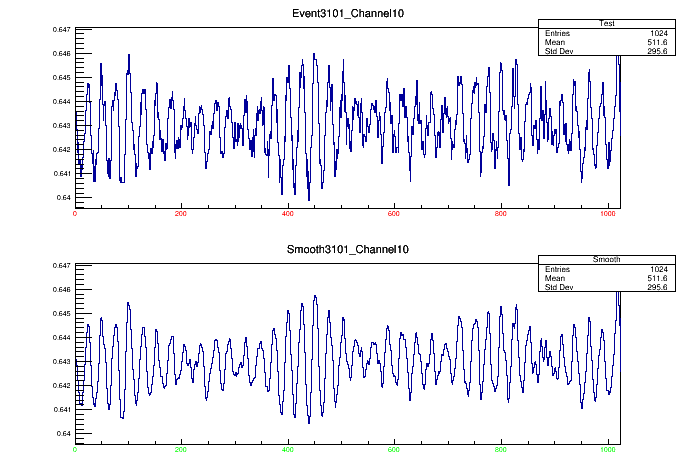 Event3101_Channel10
Test
Entries 1024
Mean 511.6
Std Dev 295.6
0.647
0.646
0.645
0.644
0.643
0.642
0.641
0.64
0 200 400 600 800 1000
Smooth3101_Channel10
Smooth
Entries 1024
Mean 511.6
Std Dev 295.6
0.647
0.646
0.645
0.644
0.643
0.642
0.641
0.64
0 200 400 600 800 1000